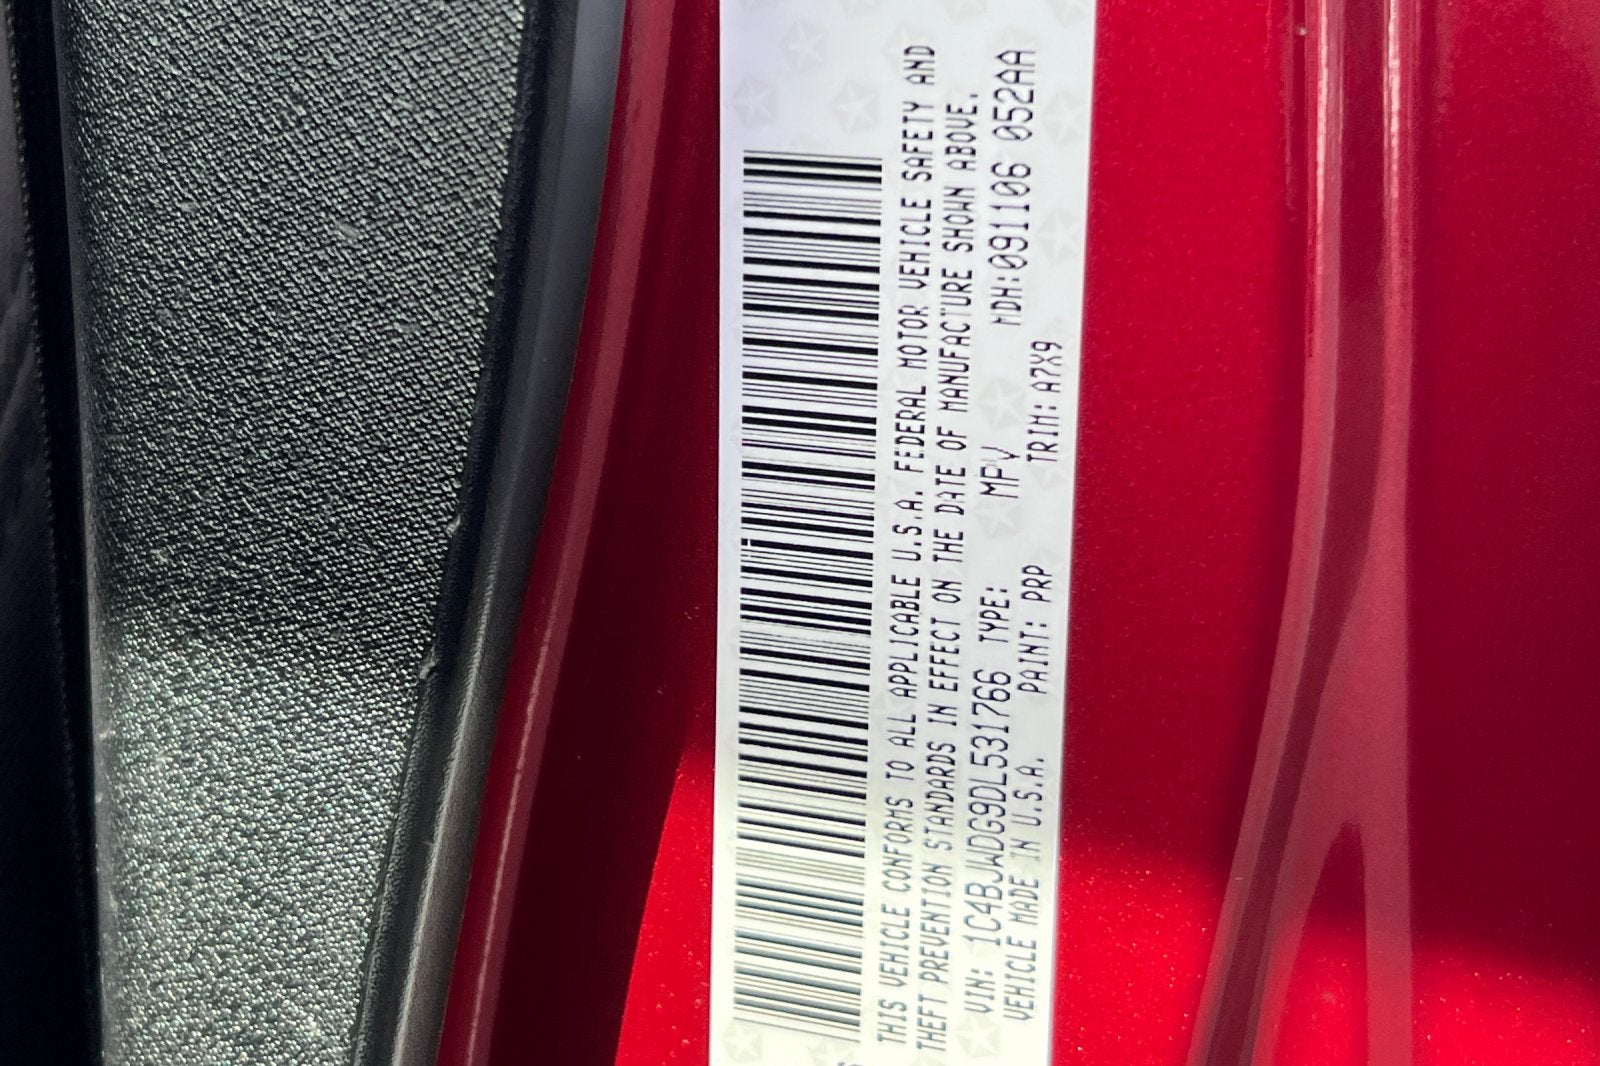 THIS VEHICLE CONFORMS TO ALL APPLICABLE U.S.A. FEDERAL MOTOR VEHICLE SAFETY AND
THEFT PREVENTION STANDARDS IN EFFECT ON THE DATE OF MANUFACTURE SHOWN ABOVE.
VIN: 1C4BJWDG9DL531766 TYPE: MPV MDH:091106 052AA
VEHICLE MADE IN U.S.A. PAINT: PRP TRIM: A7X9